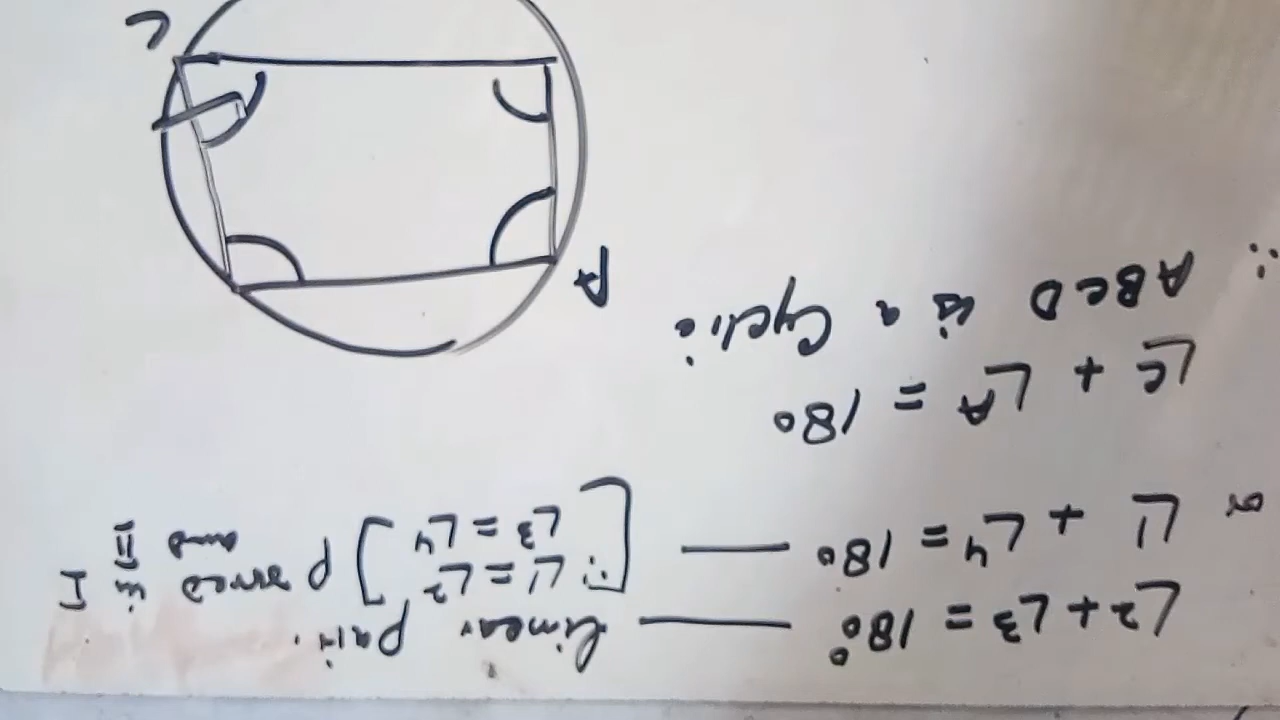 ∠2 + ∠3 = 180° —— linear pair.
or ∠1 + ∠4 = 180 —— [∵ ∠1 = ∠2
∠3 = ∠4] proved in I and II
∠C + ∠A = 180
∴ ABCD is a Cyclic
A
C